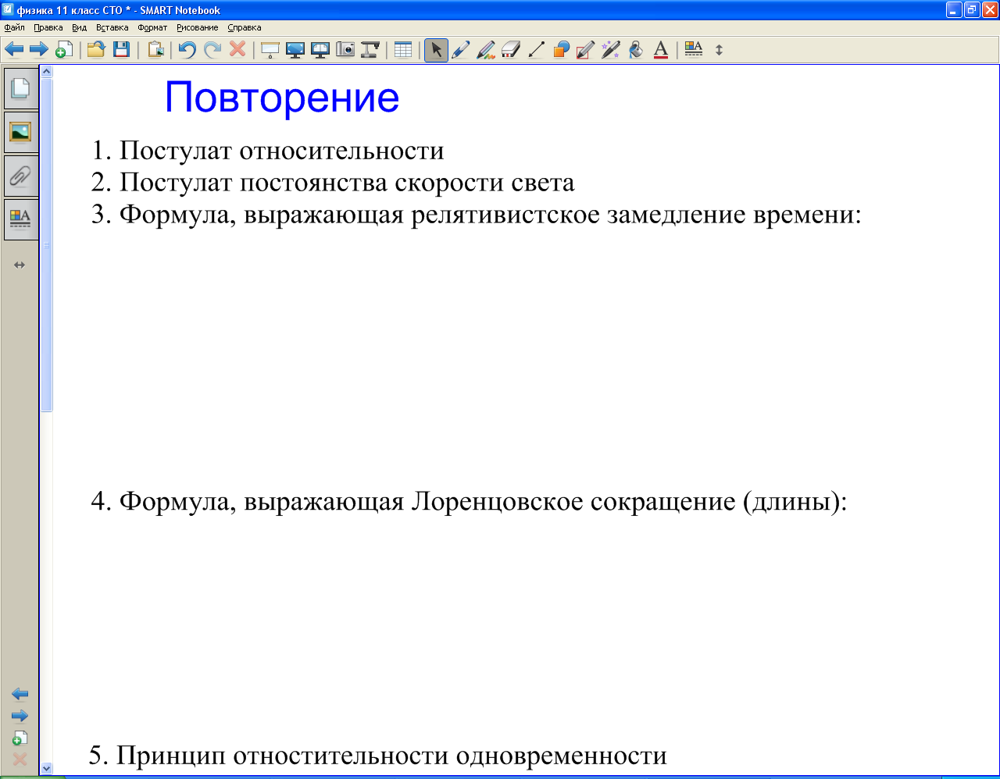 физика 11 класс СТО * - SMART Notebook
Файл Правка Вид Вставка Формат Рисование Справка
Повторение
1. Постулат относительности
2. Постулат постоянства скорости света
3. Формула, выражающая релятивистское замедление времени:
4. Формула, выражающая Лоренцовское сокращение (длины):
5. Принцип отностительности одновременности